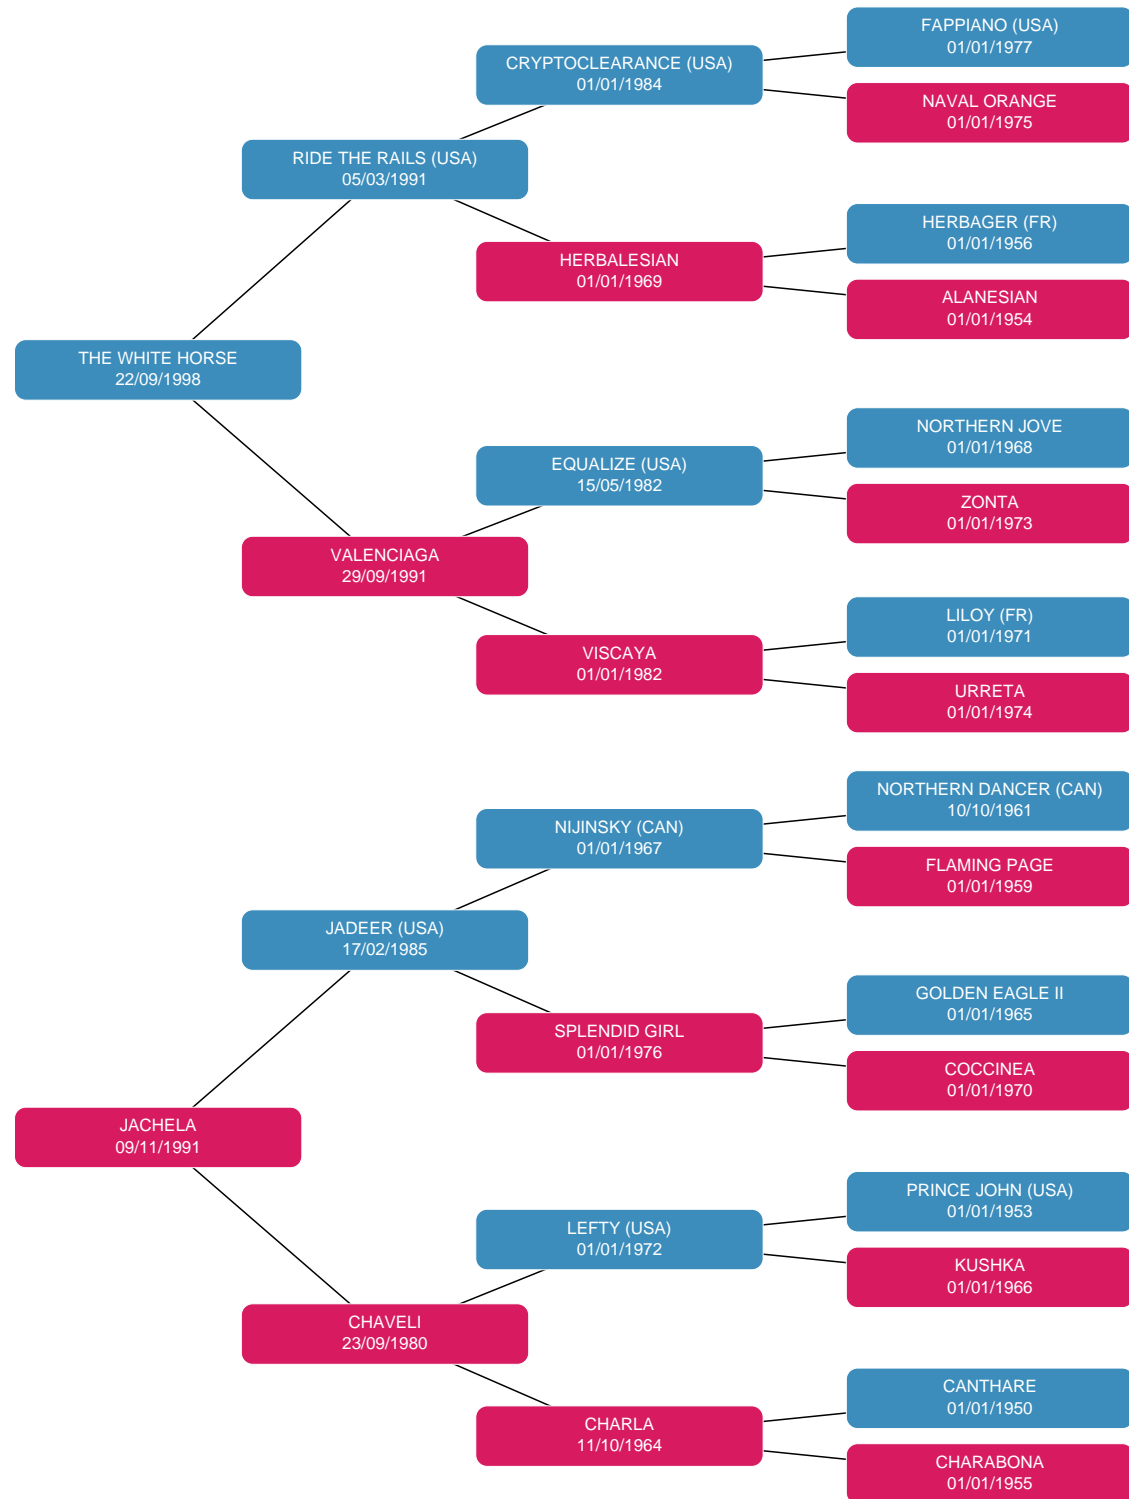 FAPPIANO (USA)
01/01/1977
CRYPTOCLEARANCE (USA)
01/01/1984
NAVAL ORANGE
01/01/1975
RIDE THE RAILS (USA)
05/03/1991
HERBAGER (FR)
01/01/1956
HERBALESIAN
01/01/1969
ALANESIAN
01/01/1954
THE WHITE HORSE
22/09/1998
NORTHERN JOVE
01/01/1968
EQUALIZE (USA)
15/05/1982
ZONTA
01/01/1973
VALENCIAGA
29/09/1991
LILOY (FR)
01/01/1971
VISCAYA
01/01/1982
URRETA
01/01/1974
NORTHERN DANCER (CAN)
10/10/1961
NIJINSKY (CAN)
01/01/1967
FLAMING PAGE
01/01/1959
JADEER (USA)
17/02/1985
GOLDEN EAGLE II
01/01/1965
SPLENDID GIRL
01/01/1976
COCCINEA
01/01/1970
JACHELA
09/11/1991
PRINCE JOHN (USA)
01/01/1953
LEFTY (USA)
01/01/1972
KUSHKA
01/01/1966
CHAVELI
23/09/1980
CANTHARE
01/01/1950
CHARLA
11/10/1964
CHARABONA
01/01/1955